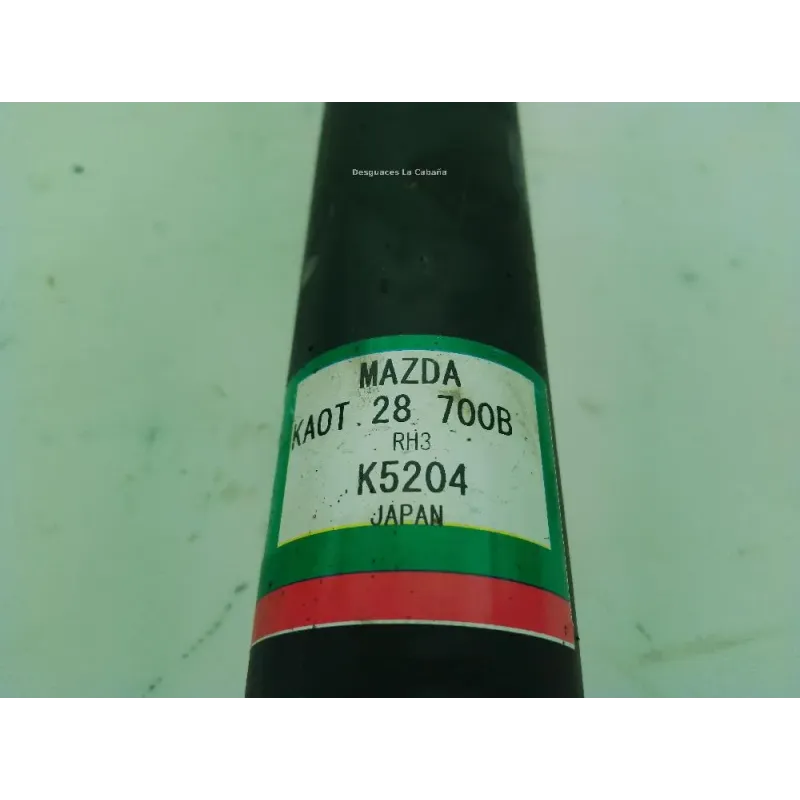 Desguaces La Cabaña
MAZDA
KA0T 28 700B
RH3
K5204
JAPAN